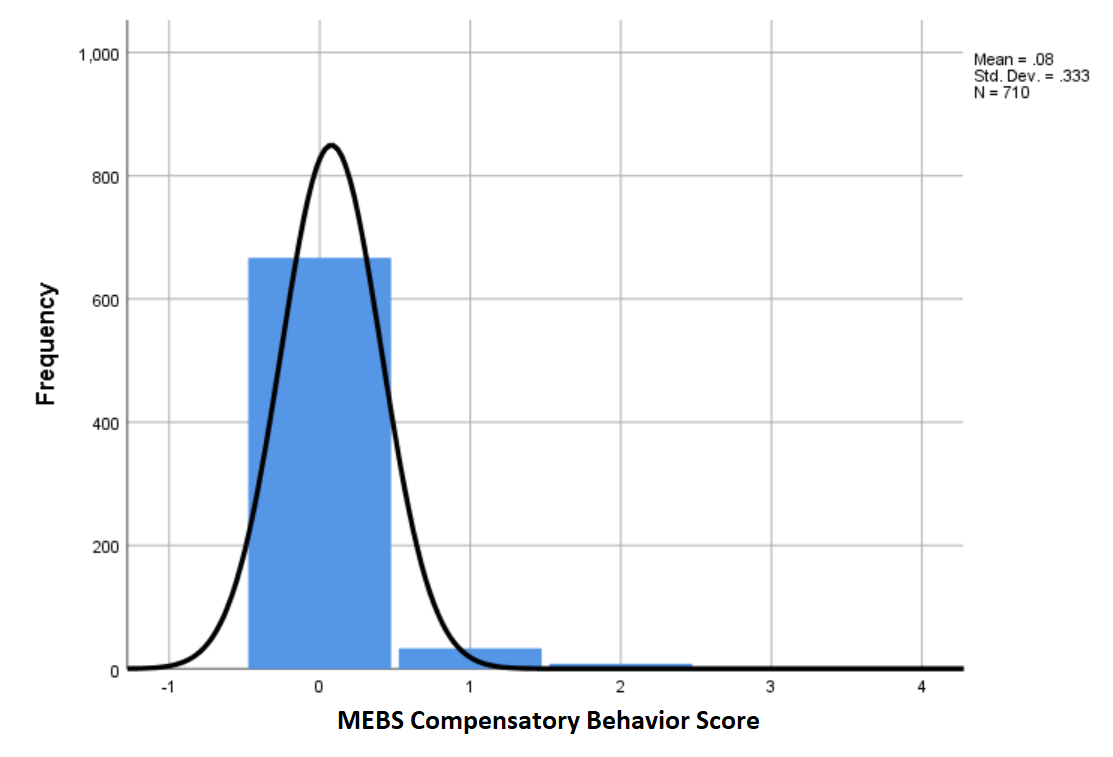 1,000
800
600
400
200
0
Frequency
-1 0 1 2 3 4
MEBS Compensatory Behavior Score
Mean = .08
Std. Dev. = .333
N = 710